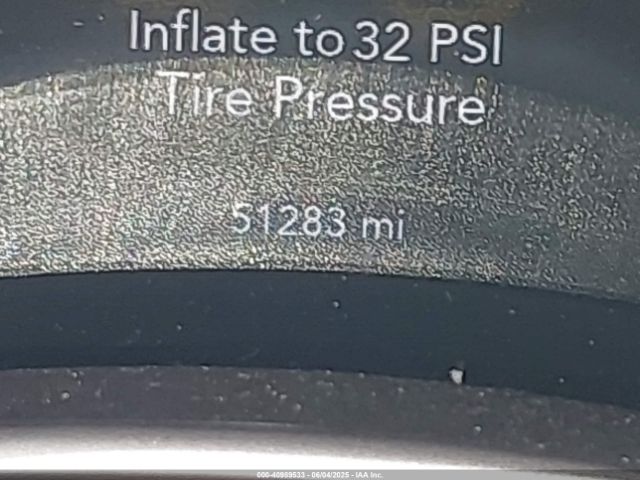 Inflate to 32 PSI
Tire Pressure
51283 mi
000-40989533 - 06/04/2025 - IAA Inc.